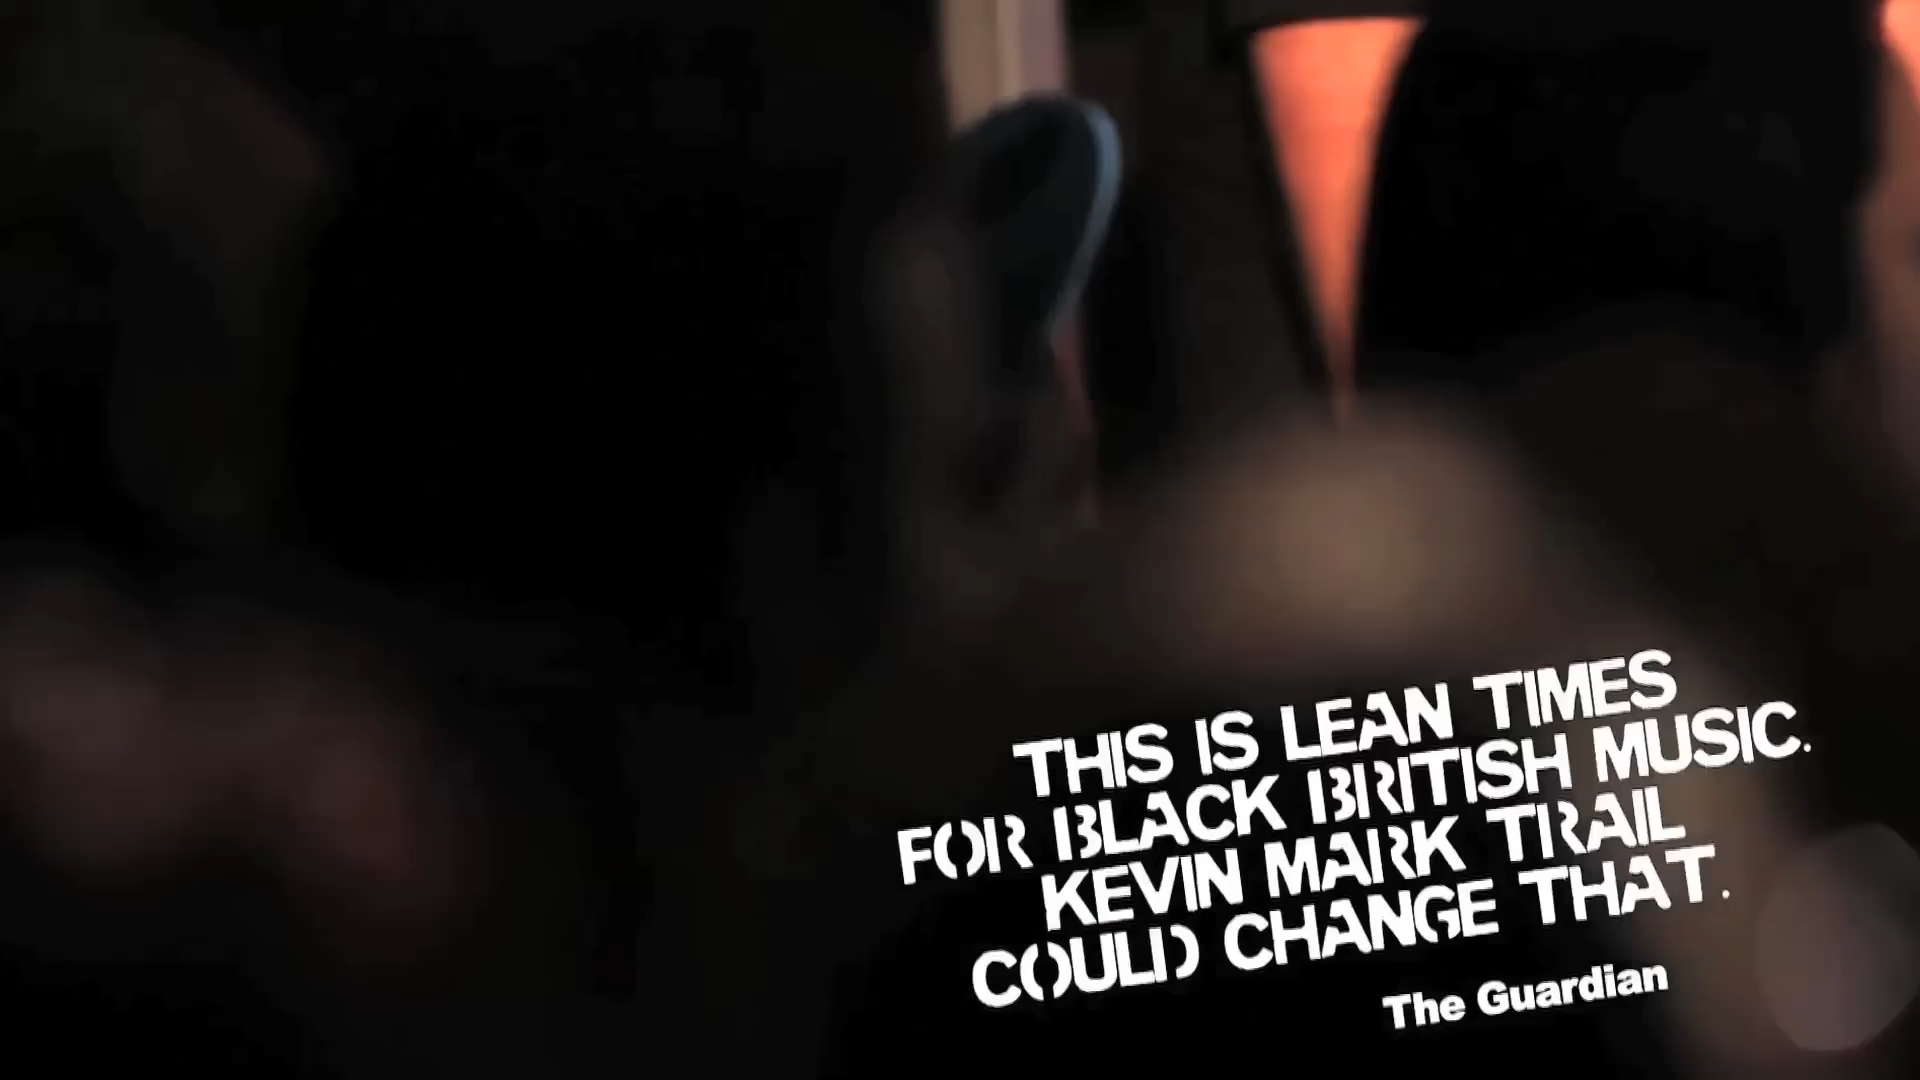 THIS IS LEAN TIMES
FOR BLACK BRITISH MUSIC.
KEVIN MARK TRAIL
COULD CHANGE THAT.
The Guardian